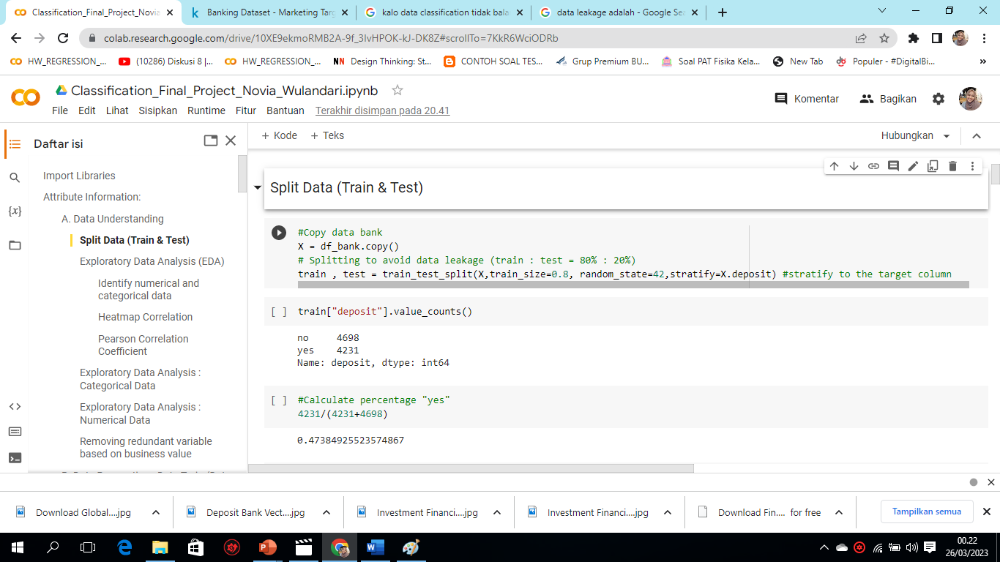 Classification_Final_Project_Novia
Banking Dataset - Marketing Targ
kalo data classification tidak bala
data leakage adalah - Google Se
colab.research.google.com/drive/10XE9ekmoRMB2A-9f_3IvHPOK-kJ-DK8Z#scrollTo=7KkR6WciODRb
HW_REGRESSION_...
(10286) Diskusi 8 |...
HW_REGRESSION_...
NN Design Thinking: St...
CONTOH SOAL TES...
Grup Premium BU...
Soal PAT Fisika Kela...
New Tab
Populer - #DigitalBi...
»
Classification_Final_Project_Novia_Wulandari.ipynb
File Edit Lihat Sisipkan Runtime Fitur Bantuan Terakhir disimpan pada 20.41
Komentar
Bagikan
Daftar isi
+ Kode + Teks
Hubungkan
Import Libraries
Attribute Information:
A. Data Understanding
Split Data (Train & Test)
Exploratory Data Analysis (EDA)
Identify numerical and
categorical data
Heatmap Correlation
Pearson Correlation
Coefficient
Exploratory Data Analysis :
Categorical Data
Exploratory Data Analysis :
Numerical Data
Removing redundant variable
based on business value
{x}
Split Data (Train & Test)
#Copy data bank
X = df_bank.copy()
# Splitting to avoid data leakage (train : test = 80% : 20%)
train , test = train_test_split(X,train_size=0.8, random_state=42,stratify=X.deposit) #stratify to the target column
[ ] train["deposit"].value_counts()
no 4698
yes 4231
Name: deposit, dtype: int64
[ ] #Calculate percentage "yes"
4231/(4231+4698)
0.47384925523574867
Download Global....jpg
Deposit Bank Vect....jpg
Investment Financi....jpg
Investment Financi....jpg
Download Fin.... for free
Tampilkan semua
00.22
26/03/2023